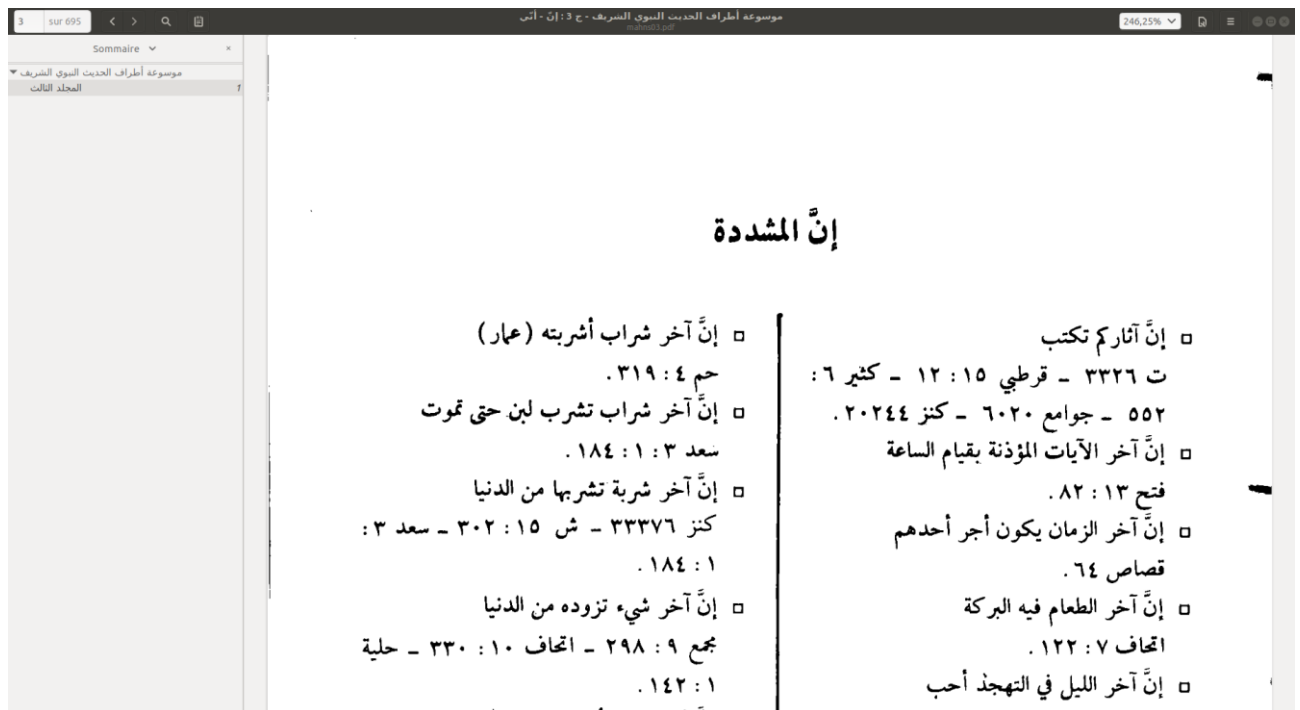 3
sur 695
موسوعة أطراف الحديث النبوي الشريف - ج 3 : إنّ - أنّى
mahns03.pdf
246,25%
Sommaire
موسوعة أطراف الحديث النبوي الشريف
المجلد الثالث
1
إنَّ المشددة
إنَّ آثاركم تكتب
ت ٣٣٢٦ ـ قرطبي ١٥ : ١٢ ـ كثير ٦ :
٥٥٢ ـ جوامع ٦٠٢٠ ـ كنز ٢٠٢٤٤ .
إنَّ آخر الآيات المؤذنة بقيام الساعة
فتح ١٣ : ٨٢ .
إنَّ آخر الزمان يكون أجر أحدهم
قصاص ٦٤ .
إنَّ آخر الطعام فيه البركة
اتحاف ٧ : ١٢٢ .
إنَّ آخر الليل في التهجد أحب
إنَّ آخر شراب أشربته (عمار)
حم ٤ : ٣١٩ .
إنَّ آخر شراب تشرب لبن حتى تموت
سعد ٣ : ١ : ١٨٤ .
إنَّ آخر شربة تشربها من الدنيا
كنز ٣٣٣٧٦ ـ ش ١٥ : ٣٠٢ ـ سعد ٣ :
١ : ١٨٤ .
إنَّ آخر شيء تزوده من الدنيا
مجمع ٩ : ٢٩٨ ـ اتحاف ١٠ : ٣٣٠ ـ حلية
١ : ١٤٢ .